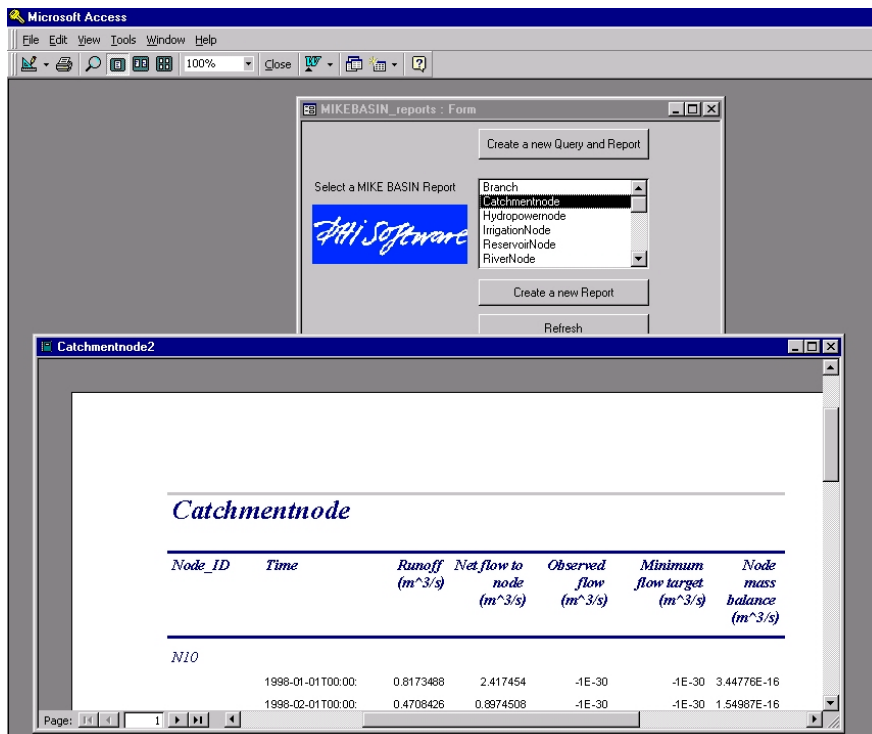 Microsoft Access
File Edit View Tools Window Help
100% Close
MIKEBASIN_reports : Form
Create a new Query and Report
Select a MIKE BASIN Report
Branch
Catchmentnode
Hydropowernode
IrrigationNode
ReservoirNode
RiverNode
DHI Software
Create a new Report
Refresh
Catchmentnode2
Catchmentnode
Node_ID Time Runoff Net flow to Observed Minimum Node
(m^3/s) node flow flow target mass
(m^3/s) (m^3/s) (m^3/s) balance
(m^3/s)
N10
1998-01-01T00:00: 0.8173488 2.417454 -1E-30 -1E-30 3.44776E-16
1998-02-01T00:00: 0.4708426 0.8974508 -1E-30 -1E-30 1.54987E-16
Page: 1